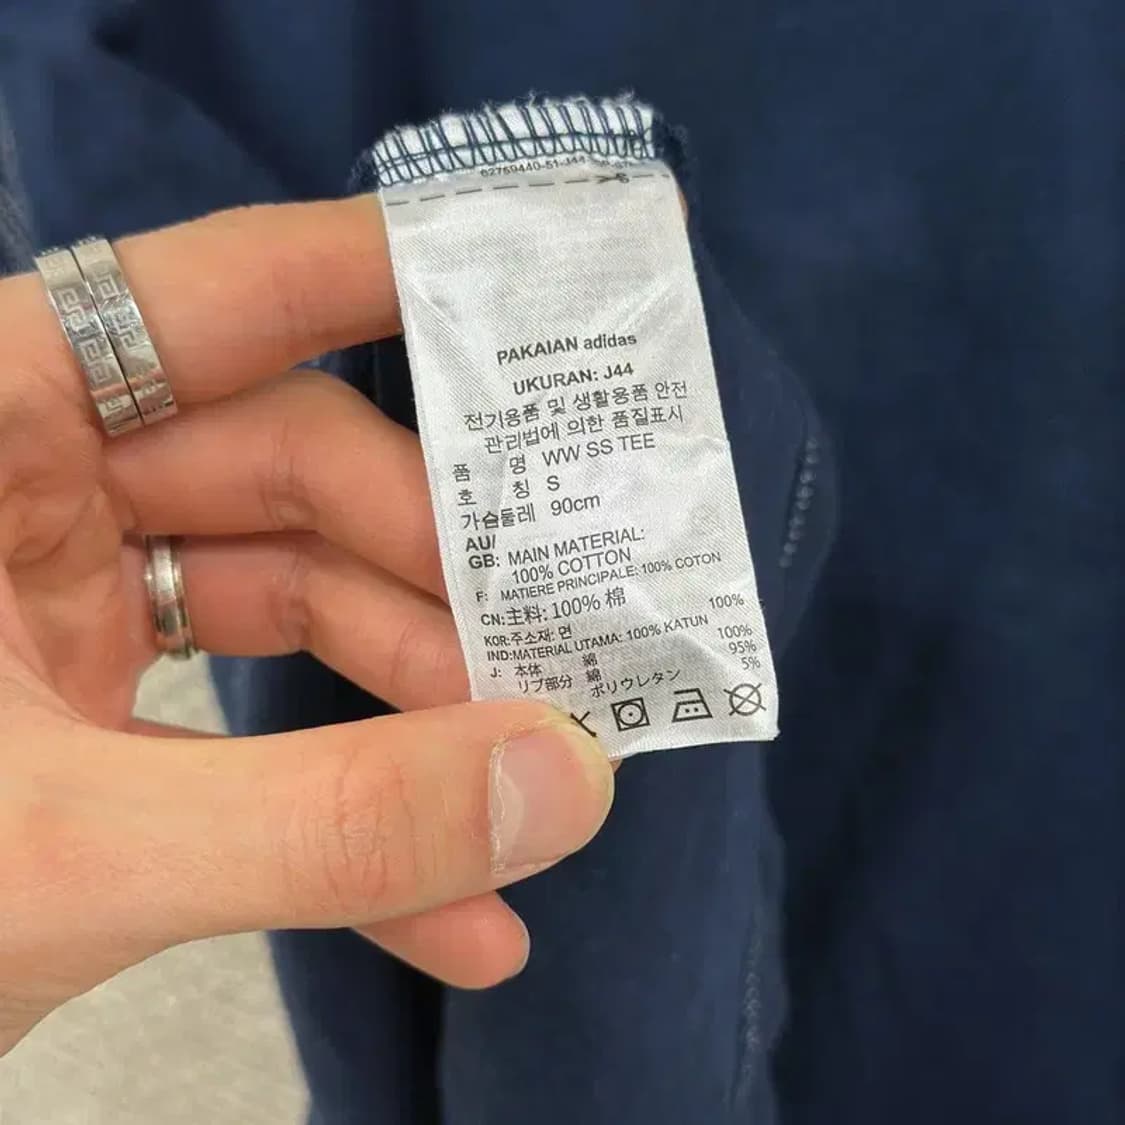 62759440-51-J44
S
PAKAIAN adidas
UKURAN: J44
전기용품 및 생활용품 안전
관리법에 의한 품질표시
품 명 WW SS TEE
호 칭 S
가슴둘레 90cm
AU/
GB: MAIN MATERIAL:
100% COTTON
F: MATIERE PRINCIPALE: 100% COTON
CN:主料: 100% 棉
KOR:주소재: 면 100%
IND:MATERIAL UTAMA: 100% KATUN
J: 本体 綿 100%
リブ部分 綿 95%
ポリウレタン 5%